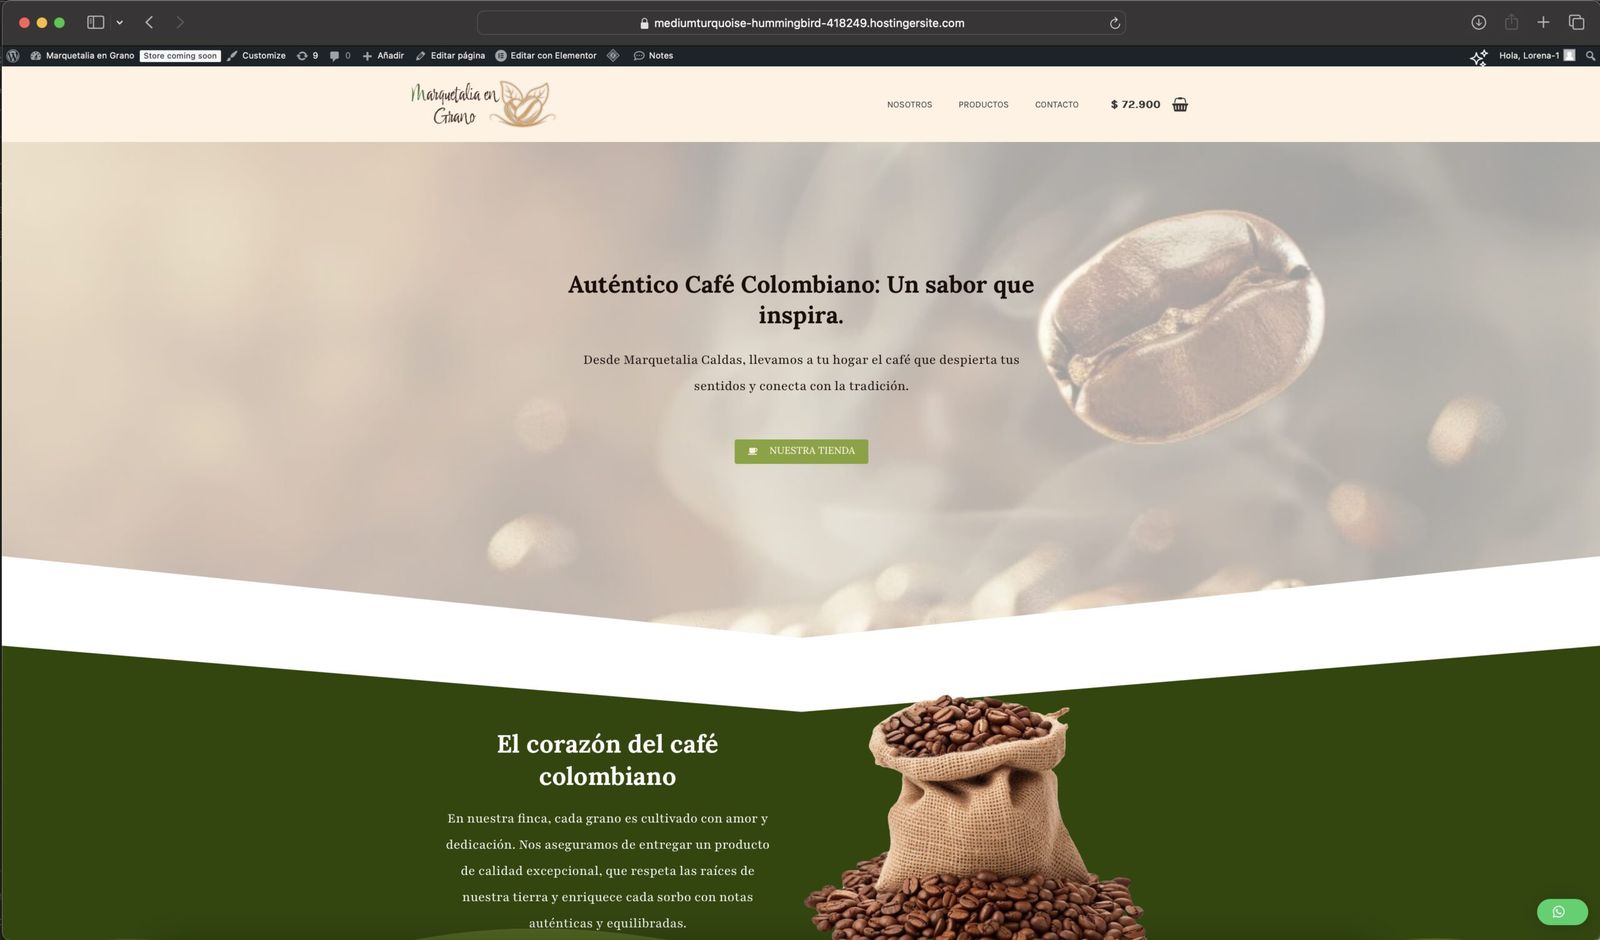 mediumturquoise-hummingbird-418249.hostingersite.com
Marquetalia en Grano Store coming soon Customize 9 0 Añadir Editar página Editar con Elementor Notes Hola, Lorena-1
Marquetalia en
Grano
NOSOTROS PRODUCTOS CONTACTO $ 72.900
Auténtico Café Colombiano: Un sabor que
inspira.
Desde Marquetalia Caldas, llevamos a tu hogar el café que despierta tus
sentidos y conecta con la tradición.
NUESTRA TIENDA
El corazón del café
colombiano
En nuestra finca, cada grano es cultivado con amor y
dedicación. Nos aseguramos de entregar un producto
de calidad excepcional, que respeta las raíces de
nuestra tierra y enriquece cada sorbo con notas
auténticas y equilibradas.